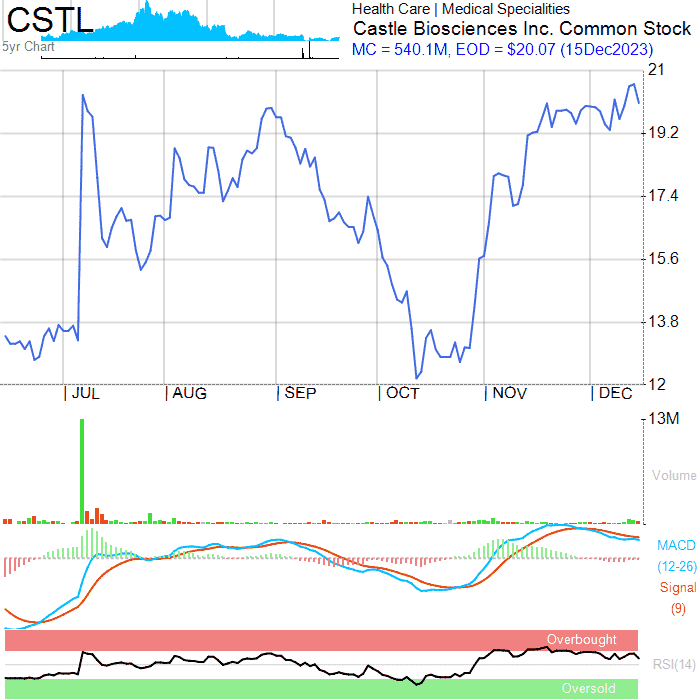 CSTL
5yr Chart
Health Care | Medical Specialities
Castle Biosciences Inc. Common Stock
MC = 540.1M, EOD = $20.07 (15Dec2023)
21
19.2
17.4
15.6
13.8
12
| JUL | AUG | SEP | OCT | NOV | DEC
13M
Volume
MACD
(12-26)
Signal
(9)
Overbought
RSI(14)
Oversold